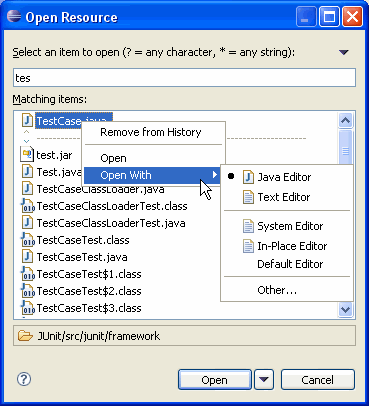 Open Resource
Select an item to open (? = any character, * = any string):
tes
Matching items:
TestCase.java
Remove from History
test.jar
Open
Test.java
Open With
Java Editor
TestCaseClassLoader.java
Text Editor
TestCaseClassLoaderTest.class
TestCaseClassLoaderTest.java
System Editor
TestCaseTest.class
In-Place Editor
TestCaseTest.java
Default Editor
TestCaseTest$1.class
TestCaseTest$2.class
Other...
TestCaseTest$3.class
JUnit/src/junit/framework
?
Open
Cancel